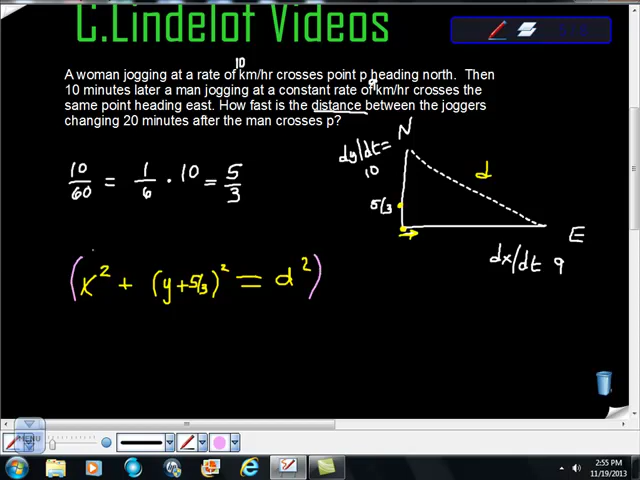 C.Lindelot Videos
10
A woman jogging at a rate of km/hr crosses point p heading north. Then
9
10 minutes later a man jogging at a constant rate of km/hr crosses the
same point heading east. How fast is the distance between the joggers
changing 20 minutes after the man crosses p?
N
dy/dt =
10
d
10/60 = 1/6 · 10 = 5/3
5/3
E
dx/dt 9
(x² + (y + 5/3)² = d²)
MENU
2:55 PM
11/19/2013